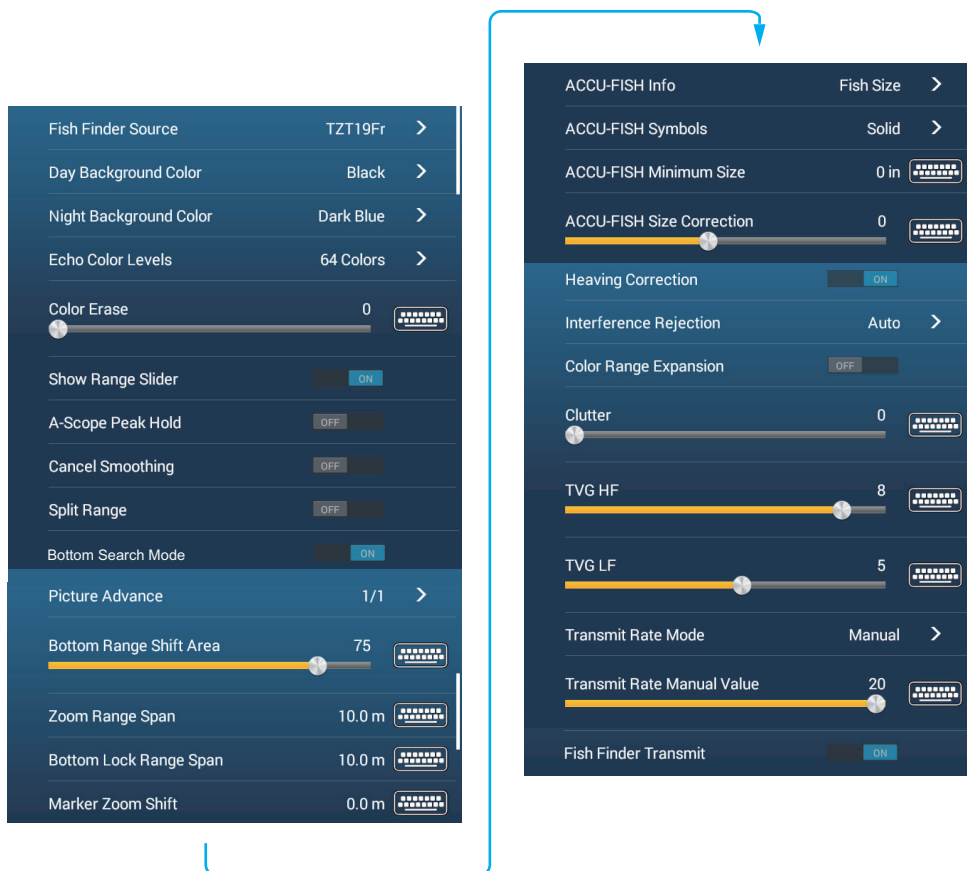 Fish Finder Source TZT19Fr
Day Background Color Black
Night Background Color Dark Blue
Echo Color Levels 64 Colors
Color Erase 0
Show Range Slider ON
A-Scope Peak Hold OFF
Cancel Smoothing OFF
Split Range OFF
Bottom Search Mode ON
Picture Advance 1/1
Bottom Range Shift Area 75
Zoom Range Span 10.0 m
Bottom Lock Range Span 10.0 m
Marker Zoom Shift 0.0 m
ACCU-FISH Info Fish Size
ACCU-FISH Symbols Solid
ACCU-FISH Minimum Size 0 in
ACCU-FISH Size Correction 0
Heaving Correction ON
Interference Rejection Auto
Color Range Expansion OFF
Clutter 0
TVG HF 8
TVG LF 5
Transmit Rate Mode Manual
Transmit Rate Manual Value 20
Fish Finder Transmit ON